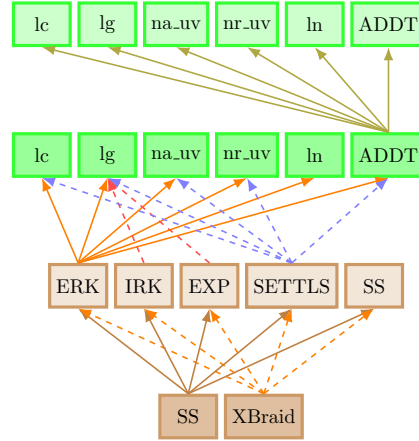 lc lg na_uv nr_uv ln ADDT
lc lg na_uv nr_uv ln ADDT
ERK IRK EXP SETTLS SS
SS XBraid